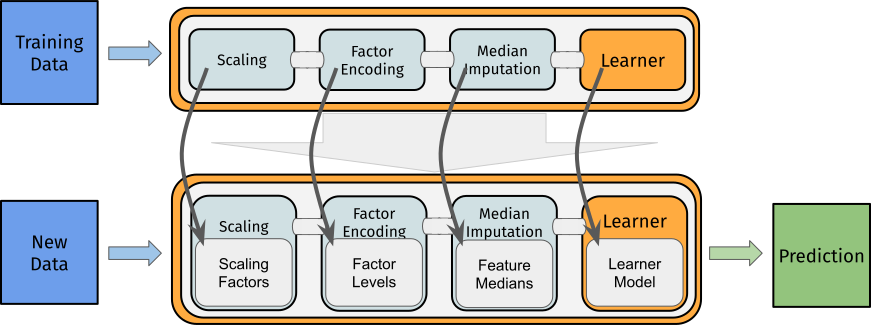 Training
Data
Scaling
Factor
Encoding
Median
Imputation
Learner
New
Data
Scaling
Scaling
Factors
Factor
Encoding
Factor
Levels
Median
Imputation
Feature
Medians
Learner
Learner
Model
Prediction